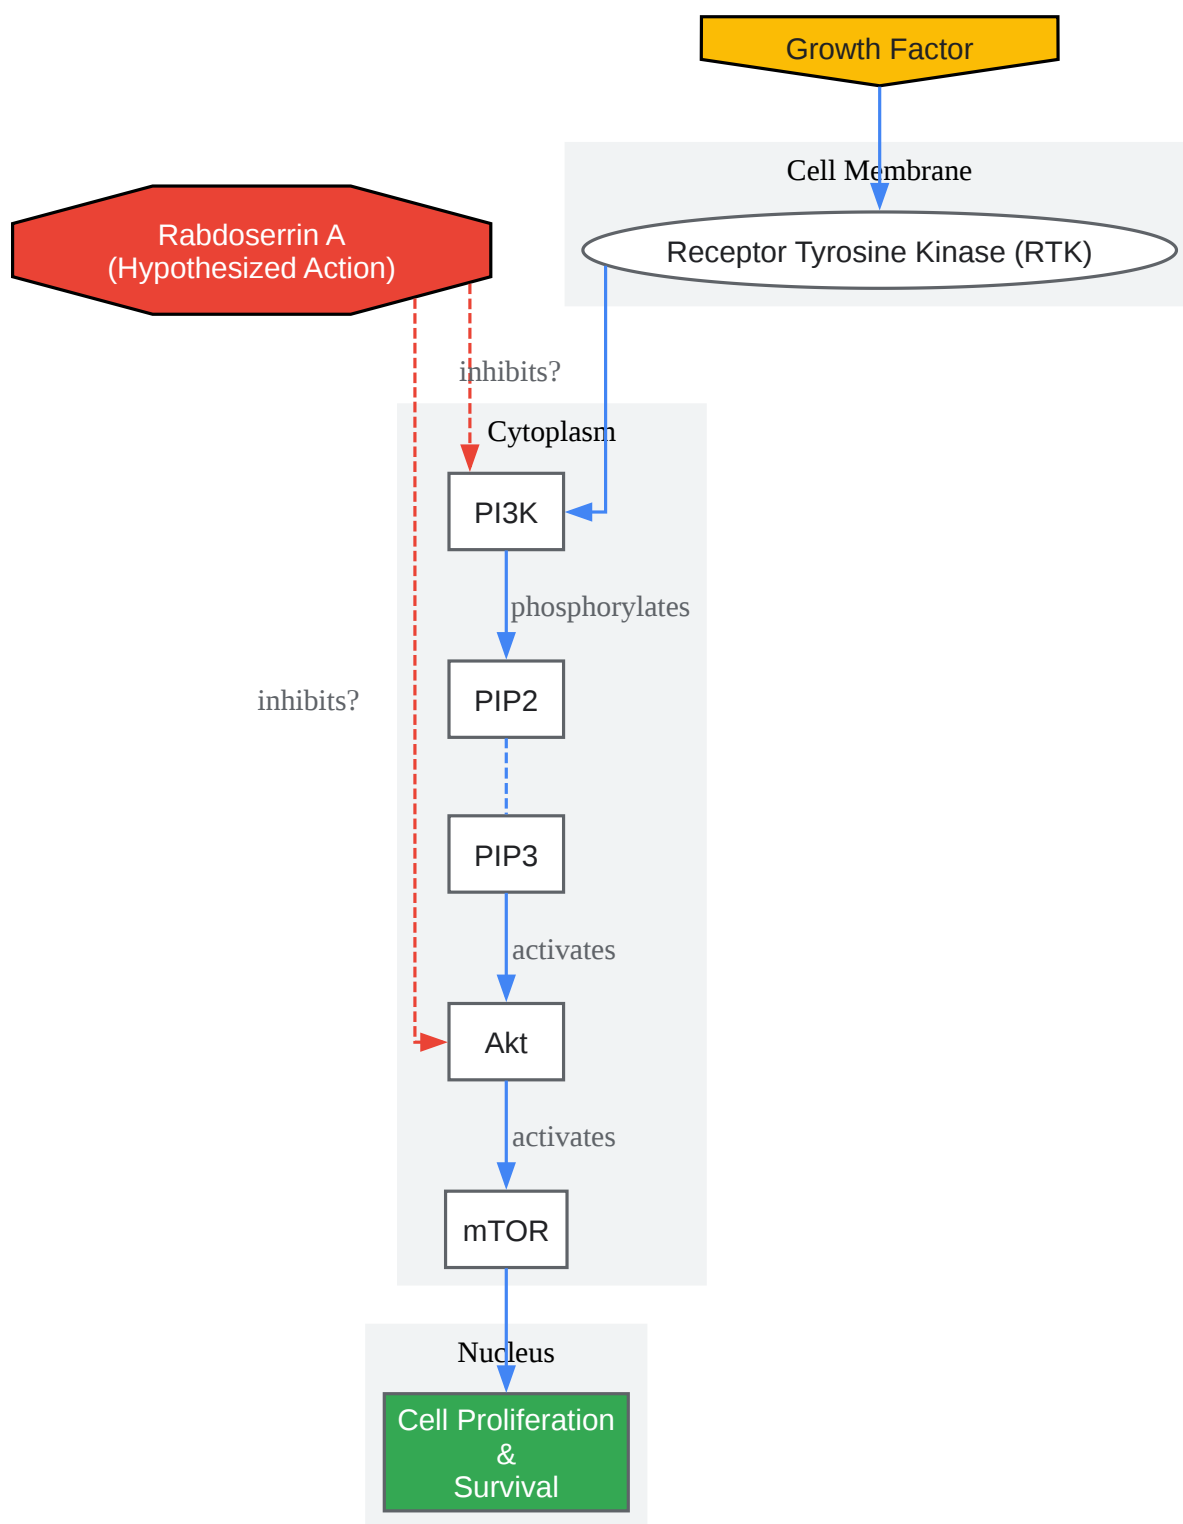 Growth Factor
Cell Membrane
Receptor Tyrosine Kinase (RTK)
Rabdoserrin A
(Hypothesized Action)
inhibits?
Cytoplasm
PI3K
phosphorylates
inhibits?
PIP2
PIP3
activates
Akt
activates
mTOR
Nucleus
Cell Proliferation
&
Survival